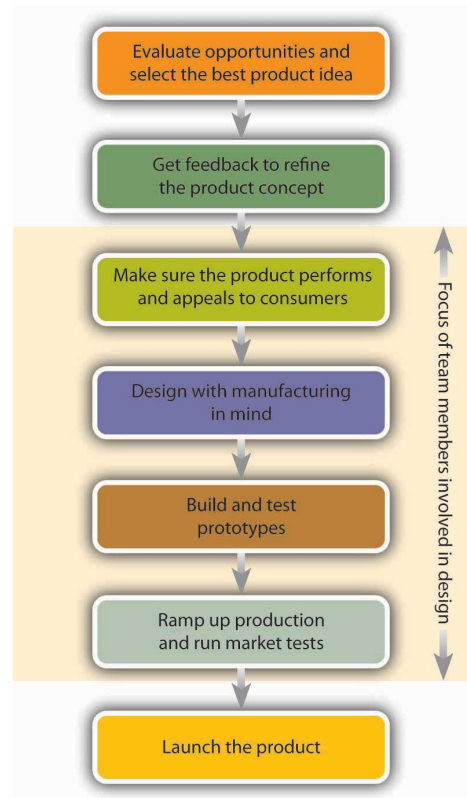 Evaluate opportunities and
select the best product idea
Get feedback to refine
the product concept
Make sure the product performs
and appeals to consumers
Design with manufacturing
in mind
Build and test
prototypes
Ramp up production
and run market tests
Launch the product
Focus of team members involved in design